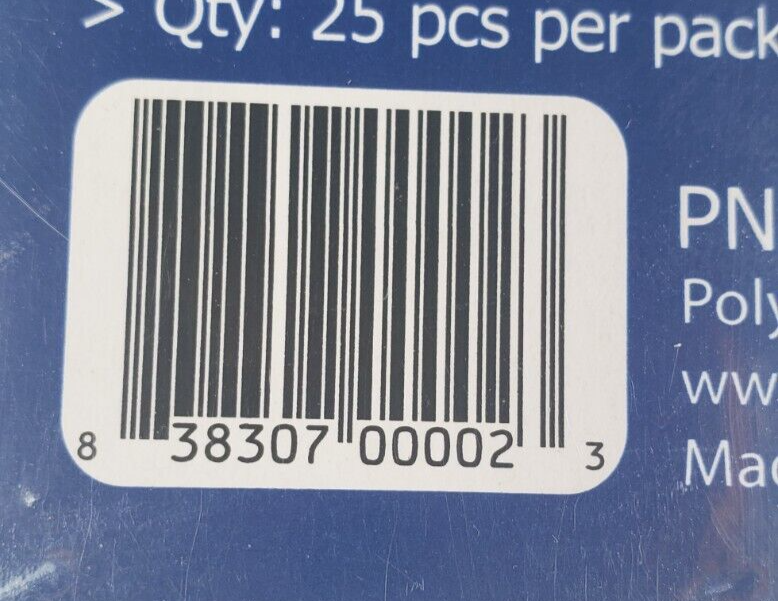 > Qty: 25 pcs per pack
PN
Poly
ww
Mac
8 38307 00002 3